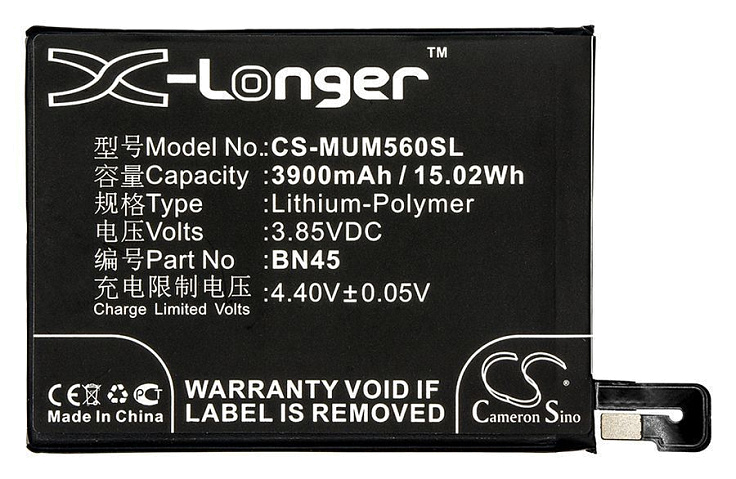 X-Longer™
型号Model No.:CS-MUM560SL
容量Capacity :3900mAh / 15.02Wh
规格Type :Lithium-Polymer
电压Volts :3.85VDC
编号Part No :BN45
充电限制电压 :4.40V±0.05V
Charge Limited Volts
CE PCT
Made In China
WARRANTY VOID IF
LABEL IS REMOVED
CS
®
Cameron Sino